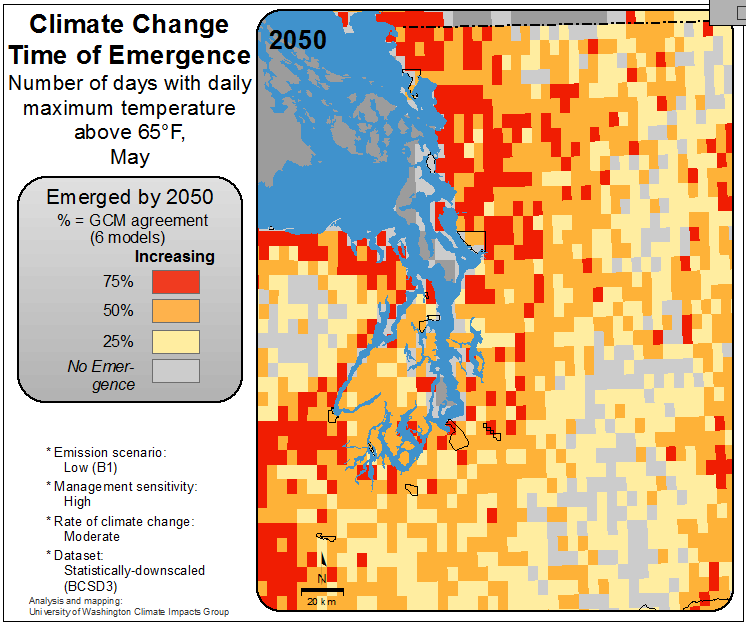 Climate Change
Time of Emergence
Number of days with daily
maximum temperature
above 65°F,
May
Emerged by 2050
% = GCM agreement
(6 models)
Increasing
75%
50%
25%
No Emer-
gence
* Emission scenario:
Low (B1)
* Management sensitivity:
High
* Rate of climate change:
Moderate
* Dataset:
Statistically-downscaled
(BCSD3)
Analysis and mapping:
University of Washington Climate Impacts Group
2050
N
20 km